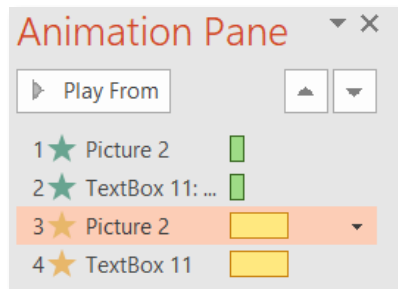 Animation Pane
Play From
1 Picture 2
2 TextBox 11: ...
3 Picture 2
4 TextBox 11